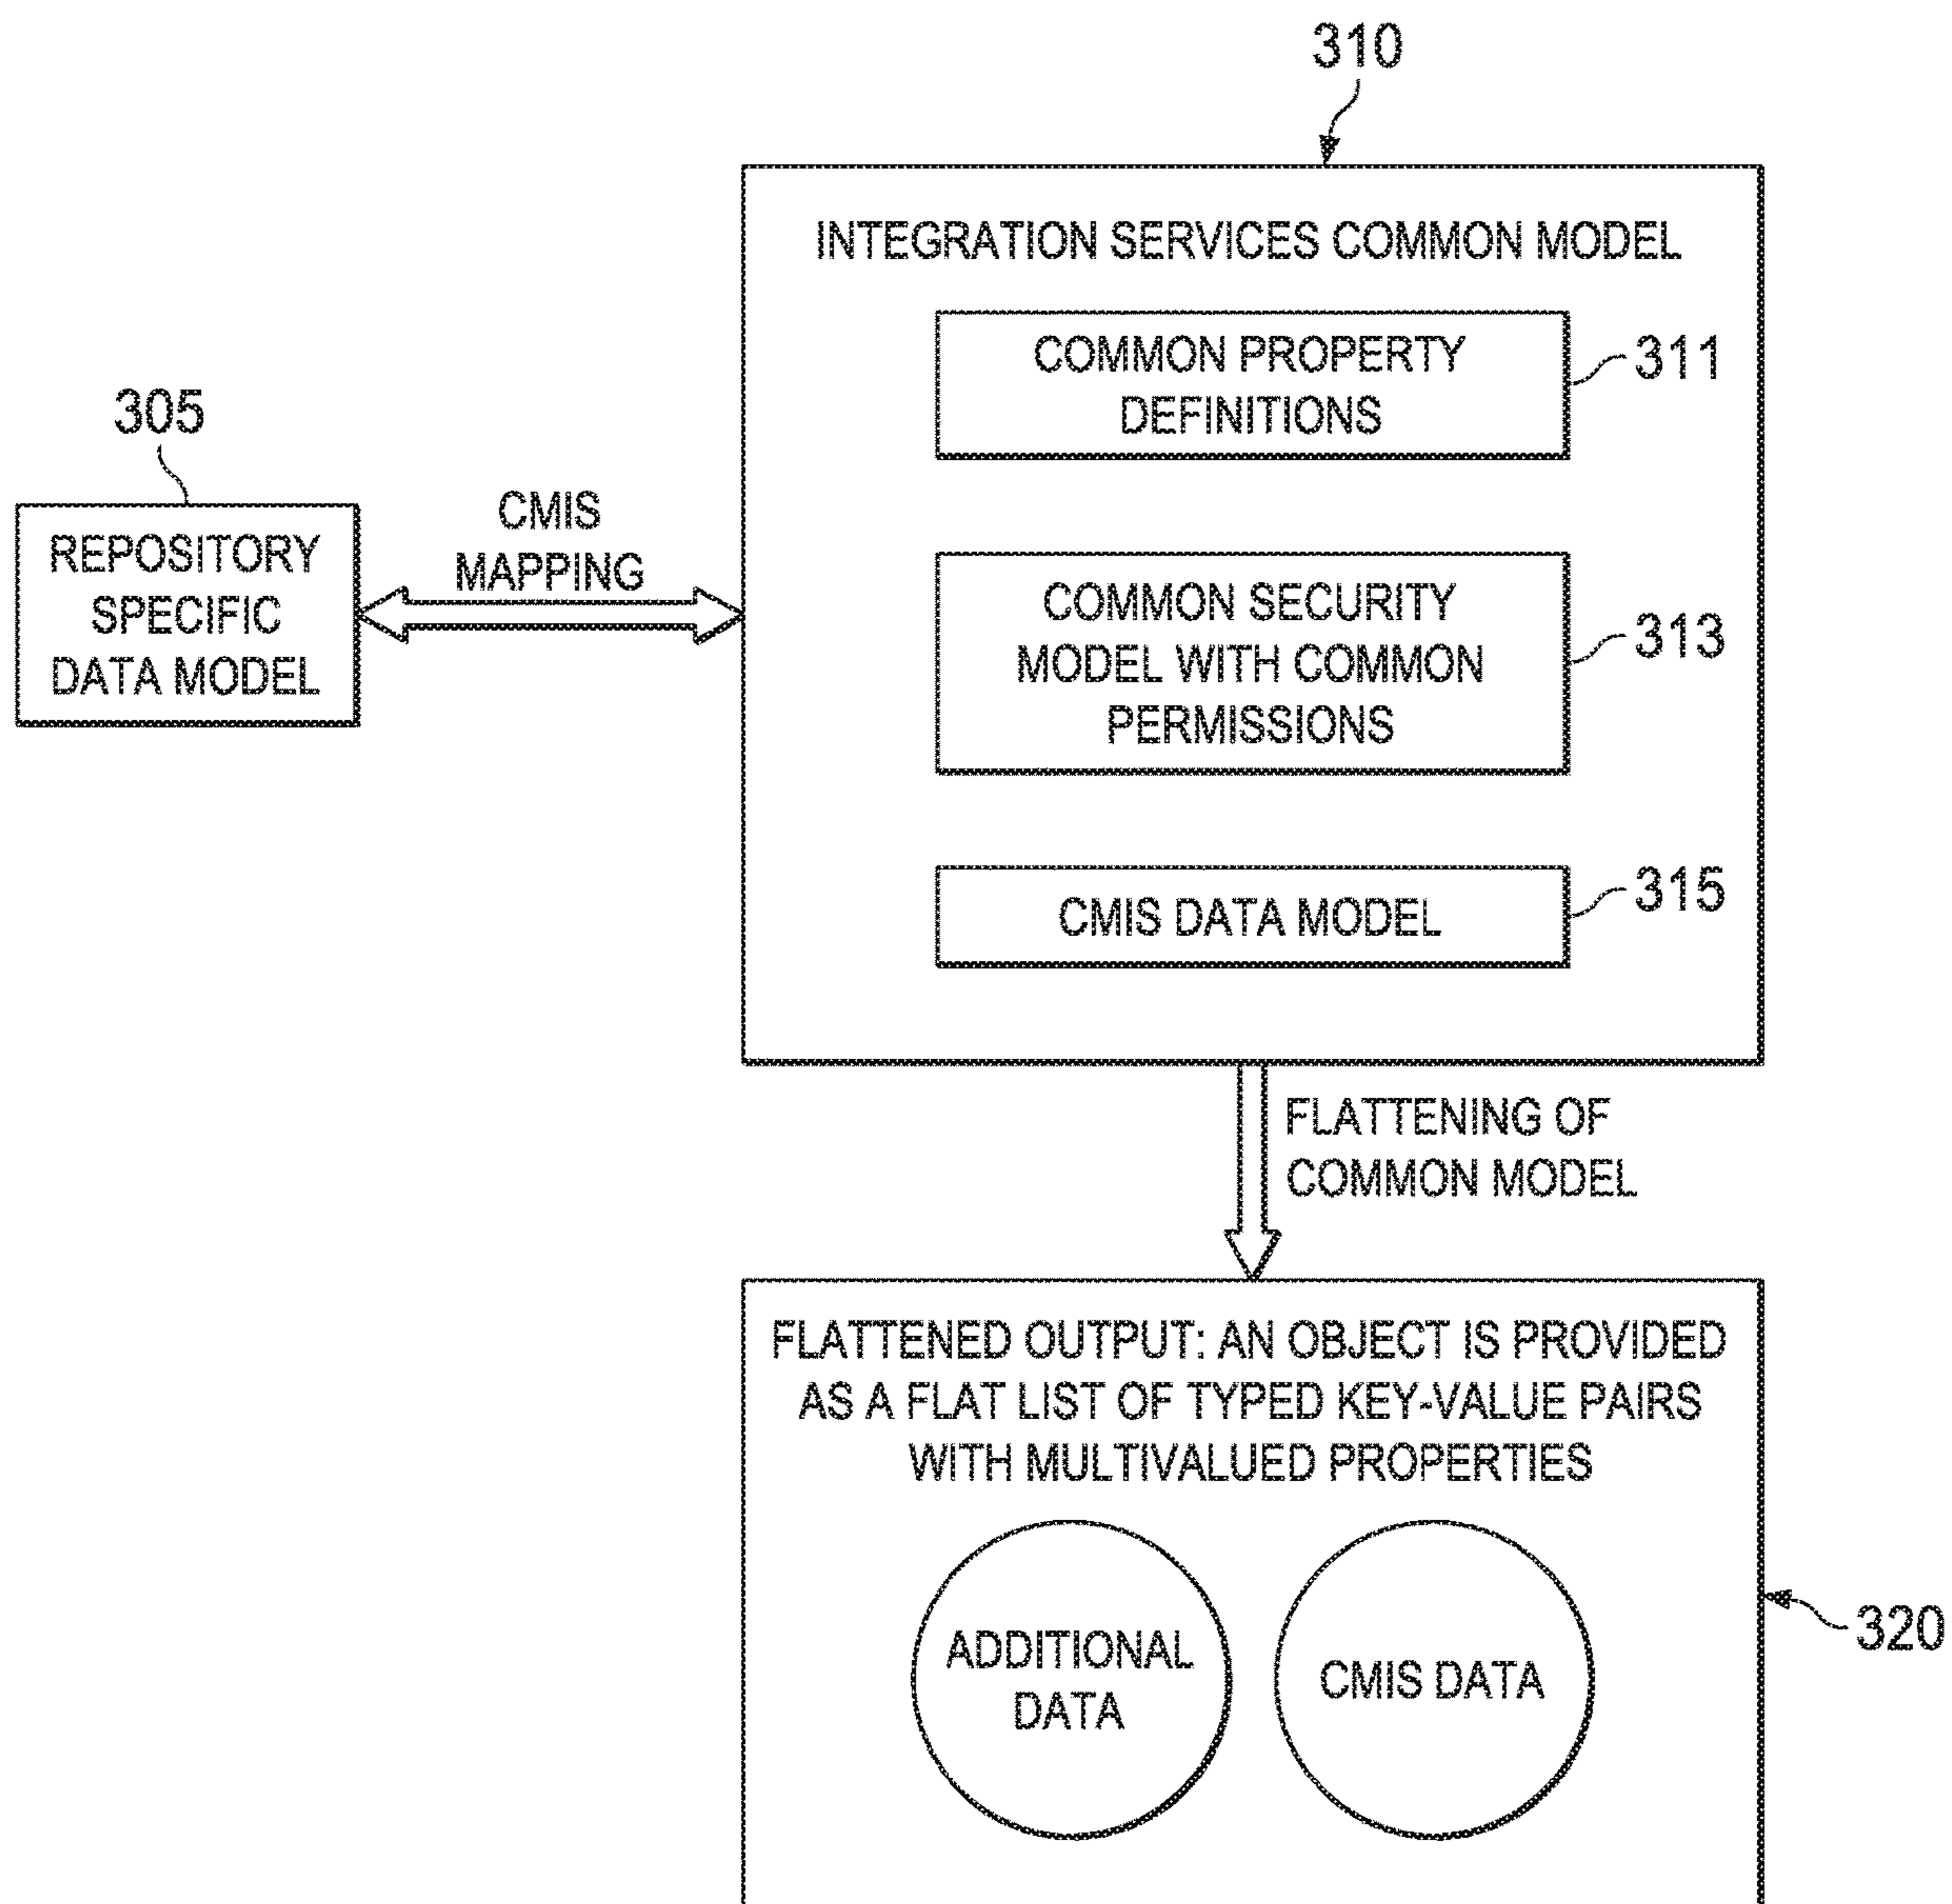 310
INTEGRATION SERVICES COMMON MODEL
COMMON PROPERTY
DEFINITIONS
311
305
REPOSITORY
SPECIFIC
DATA MODEL
CMIS
MAPPING
COMMON SECURITY
MODEL WITH COMMON
PERMISSIONS
313
CMIS DATA MODEL
315
FLATTENING OF
COMMON MODEL
FLATTENED OUTPUT: AN OBJECT IS PROVIDED
AS A FLAT LIST OF TYPED KEY-VALUE PAIRS
WITH MULTIVALUED PROPERTIES
ADDITIONAL
DATA
CMIS DATA
320